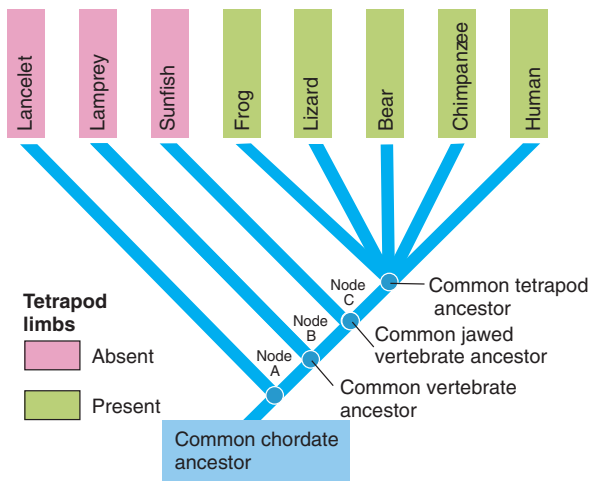 Lancelet
Lamprey
Sunfish
Frog
Lizard
Bear
Chimpanzee
Human
Node
C
Common tetrapod
ancestor
Tetrapod
limbs
Node
B
Common jawed
vertebrate ancestor
Absent
Node
A
Common vertebrate
ancestor
Present
Common chordate
ancestor